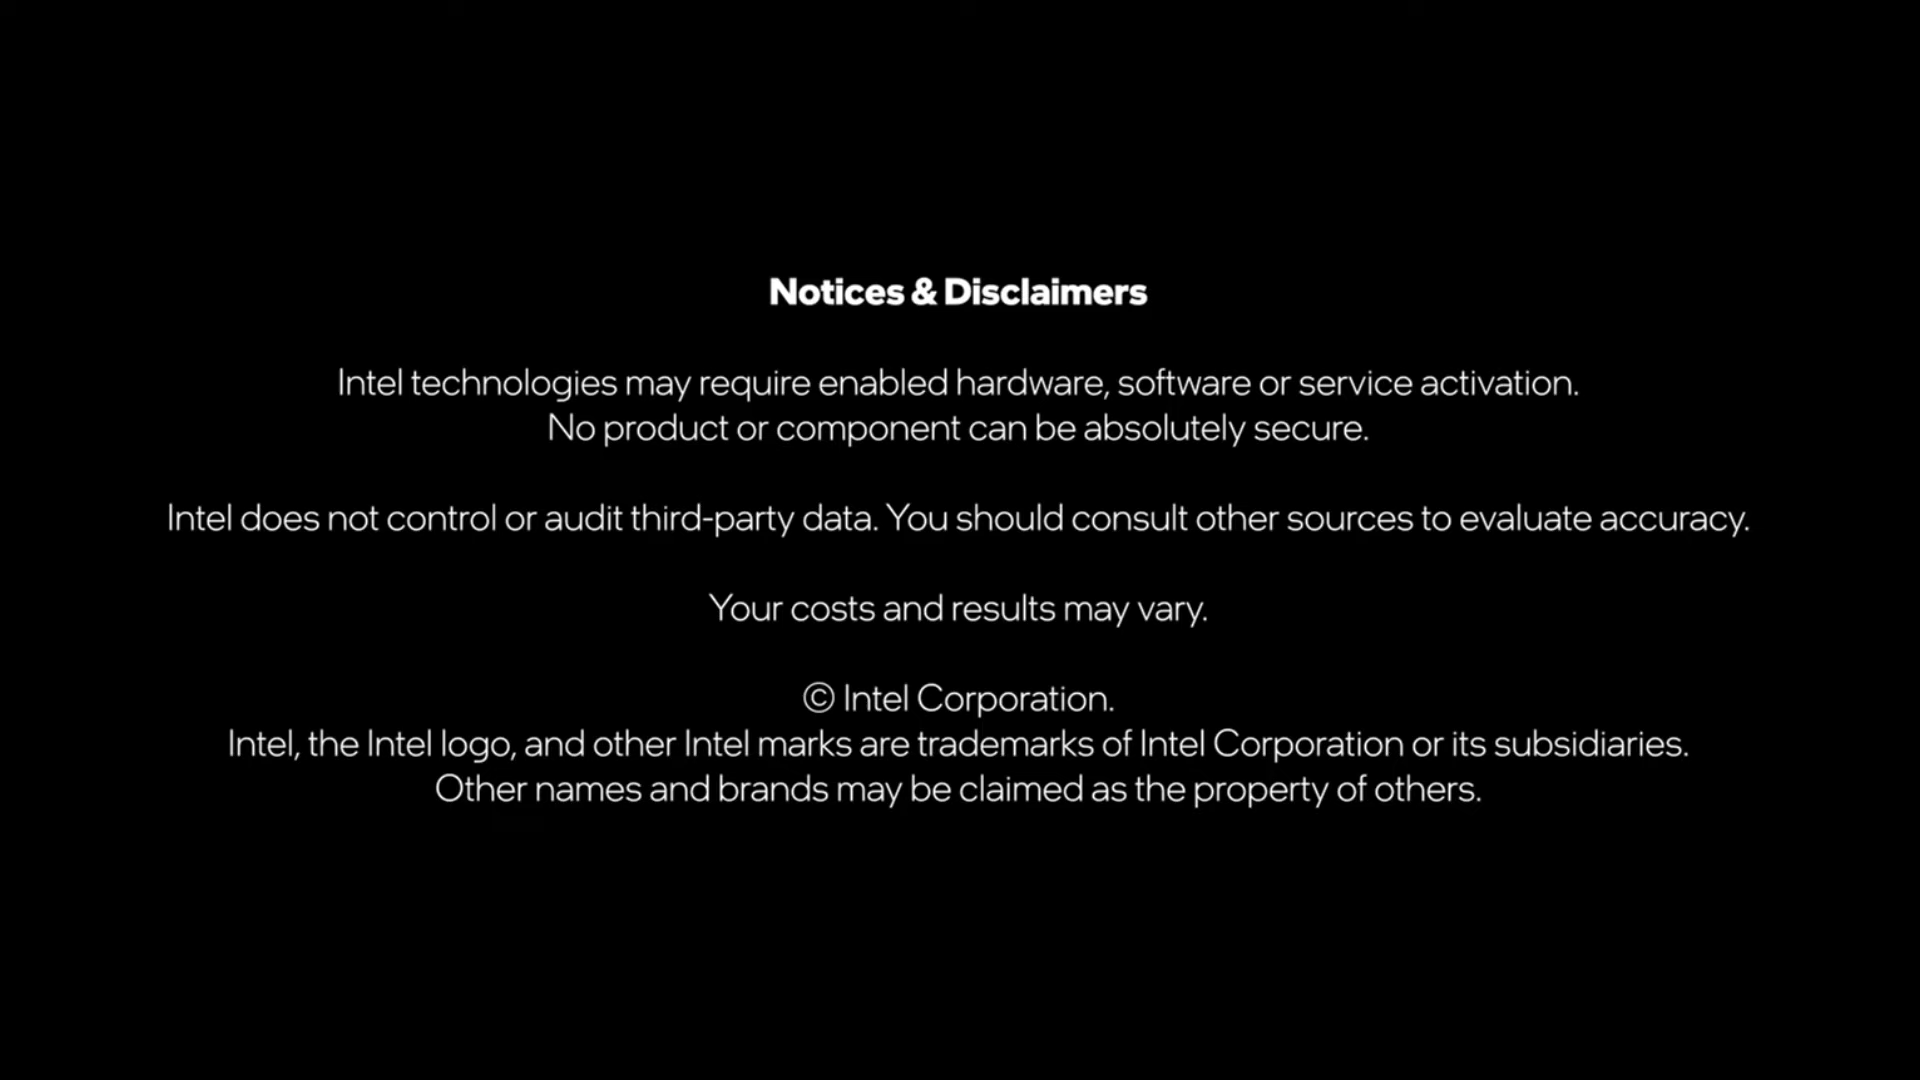 Notices & Disclaimers
Intel technologies may require enabled hardware, software or service activation.
No product or component can be absolutely secure.
Intel does not control or audit third-party data. You should consult other sources to evaluate accuracy.
Your costs and results may vary.
© Intel Corporation.
Intel, the Intel logo, and other Intel marks are trademarks of Intel Corporation or its subsidiaries.
Other names and brands may be claimed as the property of others.